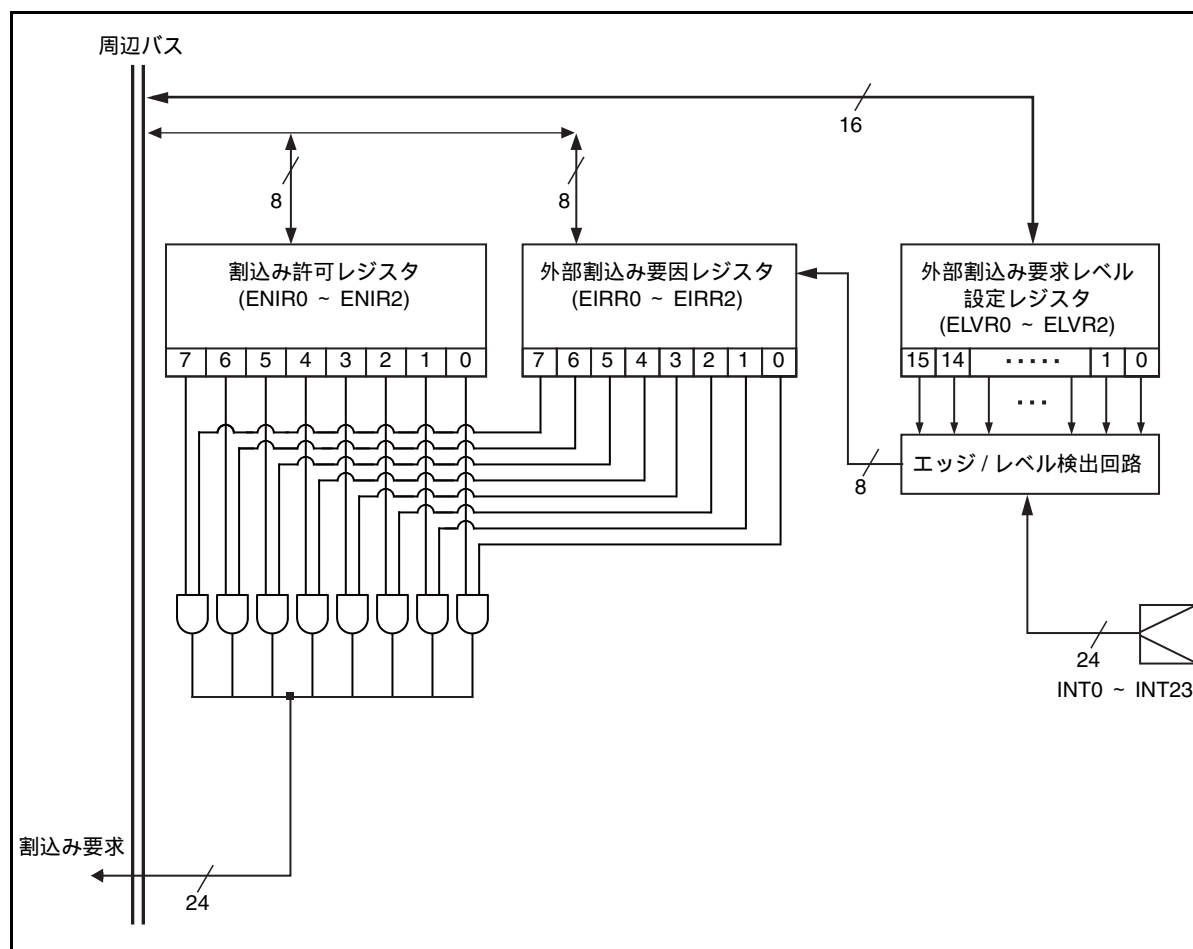 周辺バス
16
8
8
割込み許可レジスタ
(ENIR0 ~ ENIR2)
7 6 5 4 3 2 1 0
外部割込み要因レジスタ
(EIRR0 ~ EIRR2)
7 6 5 4 3 2 1 0
外部割込み要求レベル
設定レジスタ
(ELVR0 ~ ELVR2)
15 14 ····· 1 0
...
エッジ / レベル検出回路
8
24
INT0 ~ INT23
割込み要求
24